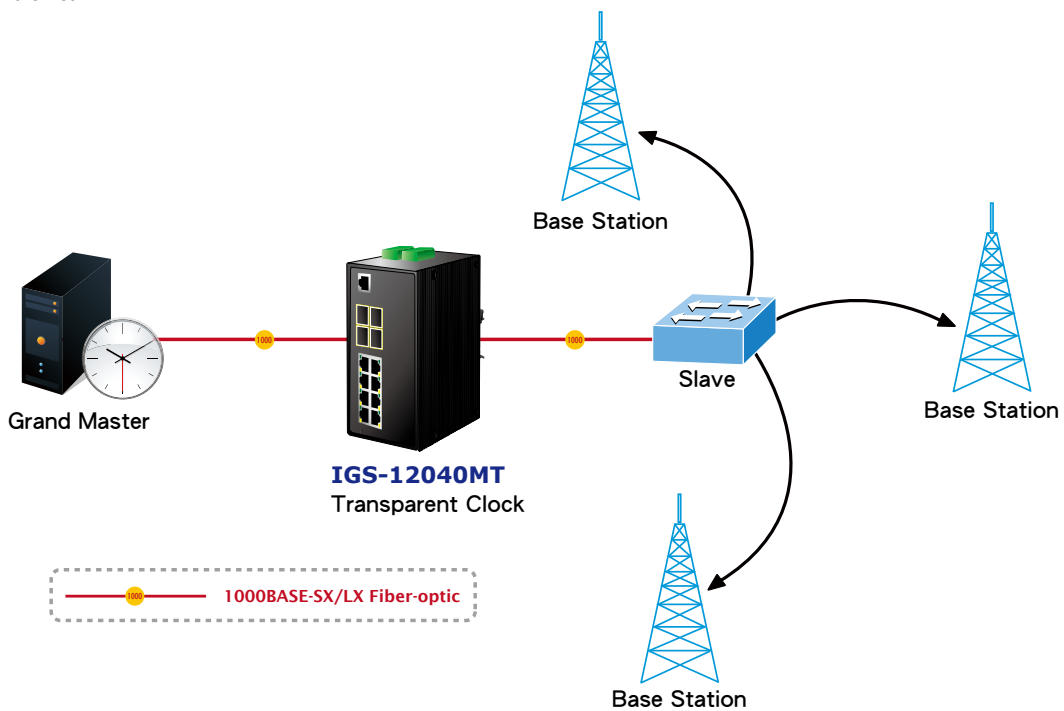 Base Station
1000
1000
Grand Master
Slave
Base Station
IGS-12040MT
Transparent Clock
1000
1000BASE-SX/LX Fiber-optic
Base Station